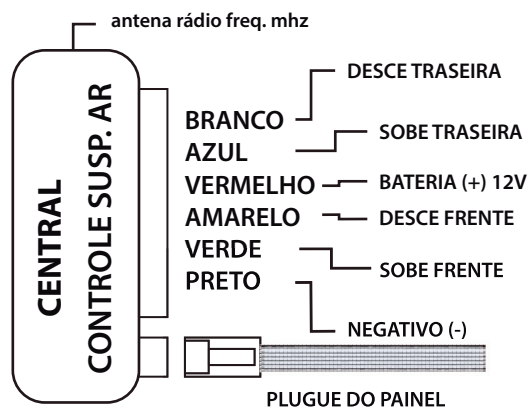 antena rádio freq. mhz
CENTRAL
CONTROLE SUSP. AR
BRANCO
DESCE TRASEIRA
AZUL
SOBE TRASEIRA
VERMELHO
BATERIA (+) 12V
AMARELO
DESCE FRENTE
VERDE
SOBE FRENTE
PRETO
NEGATIVO (-)
PLUGUE DO PAINEL